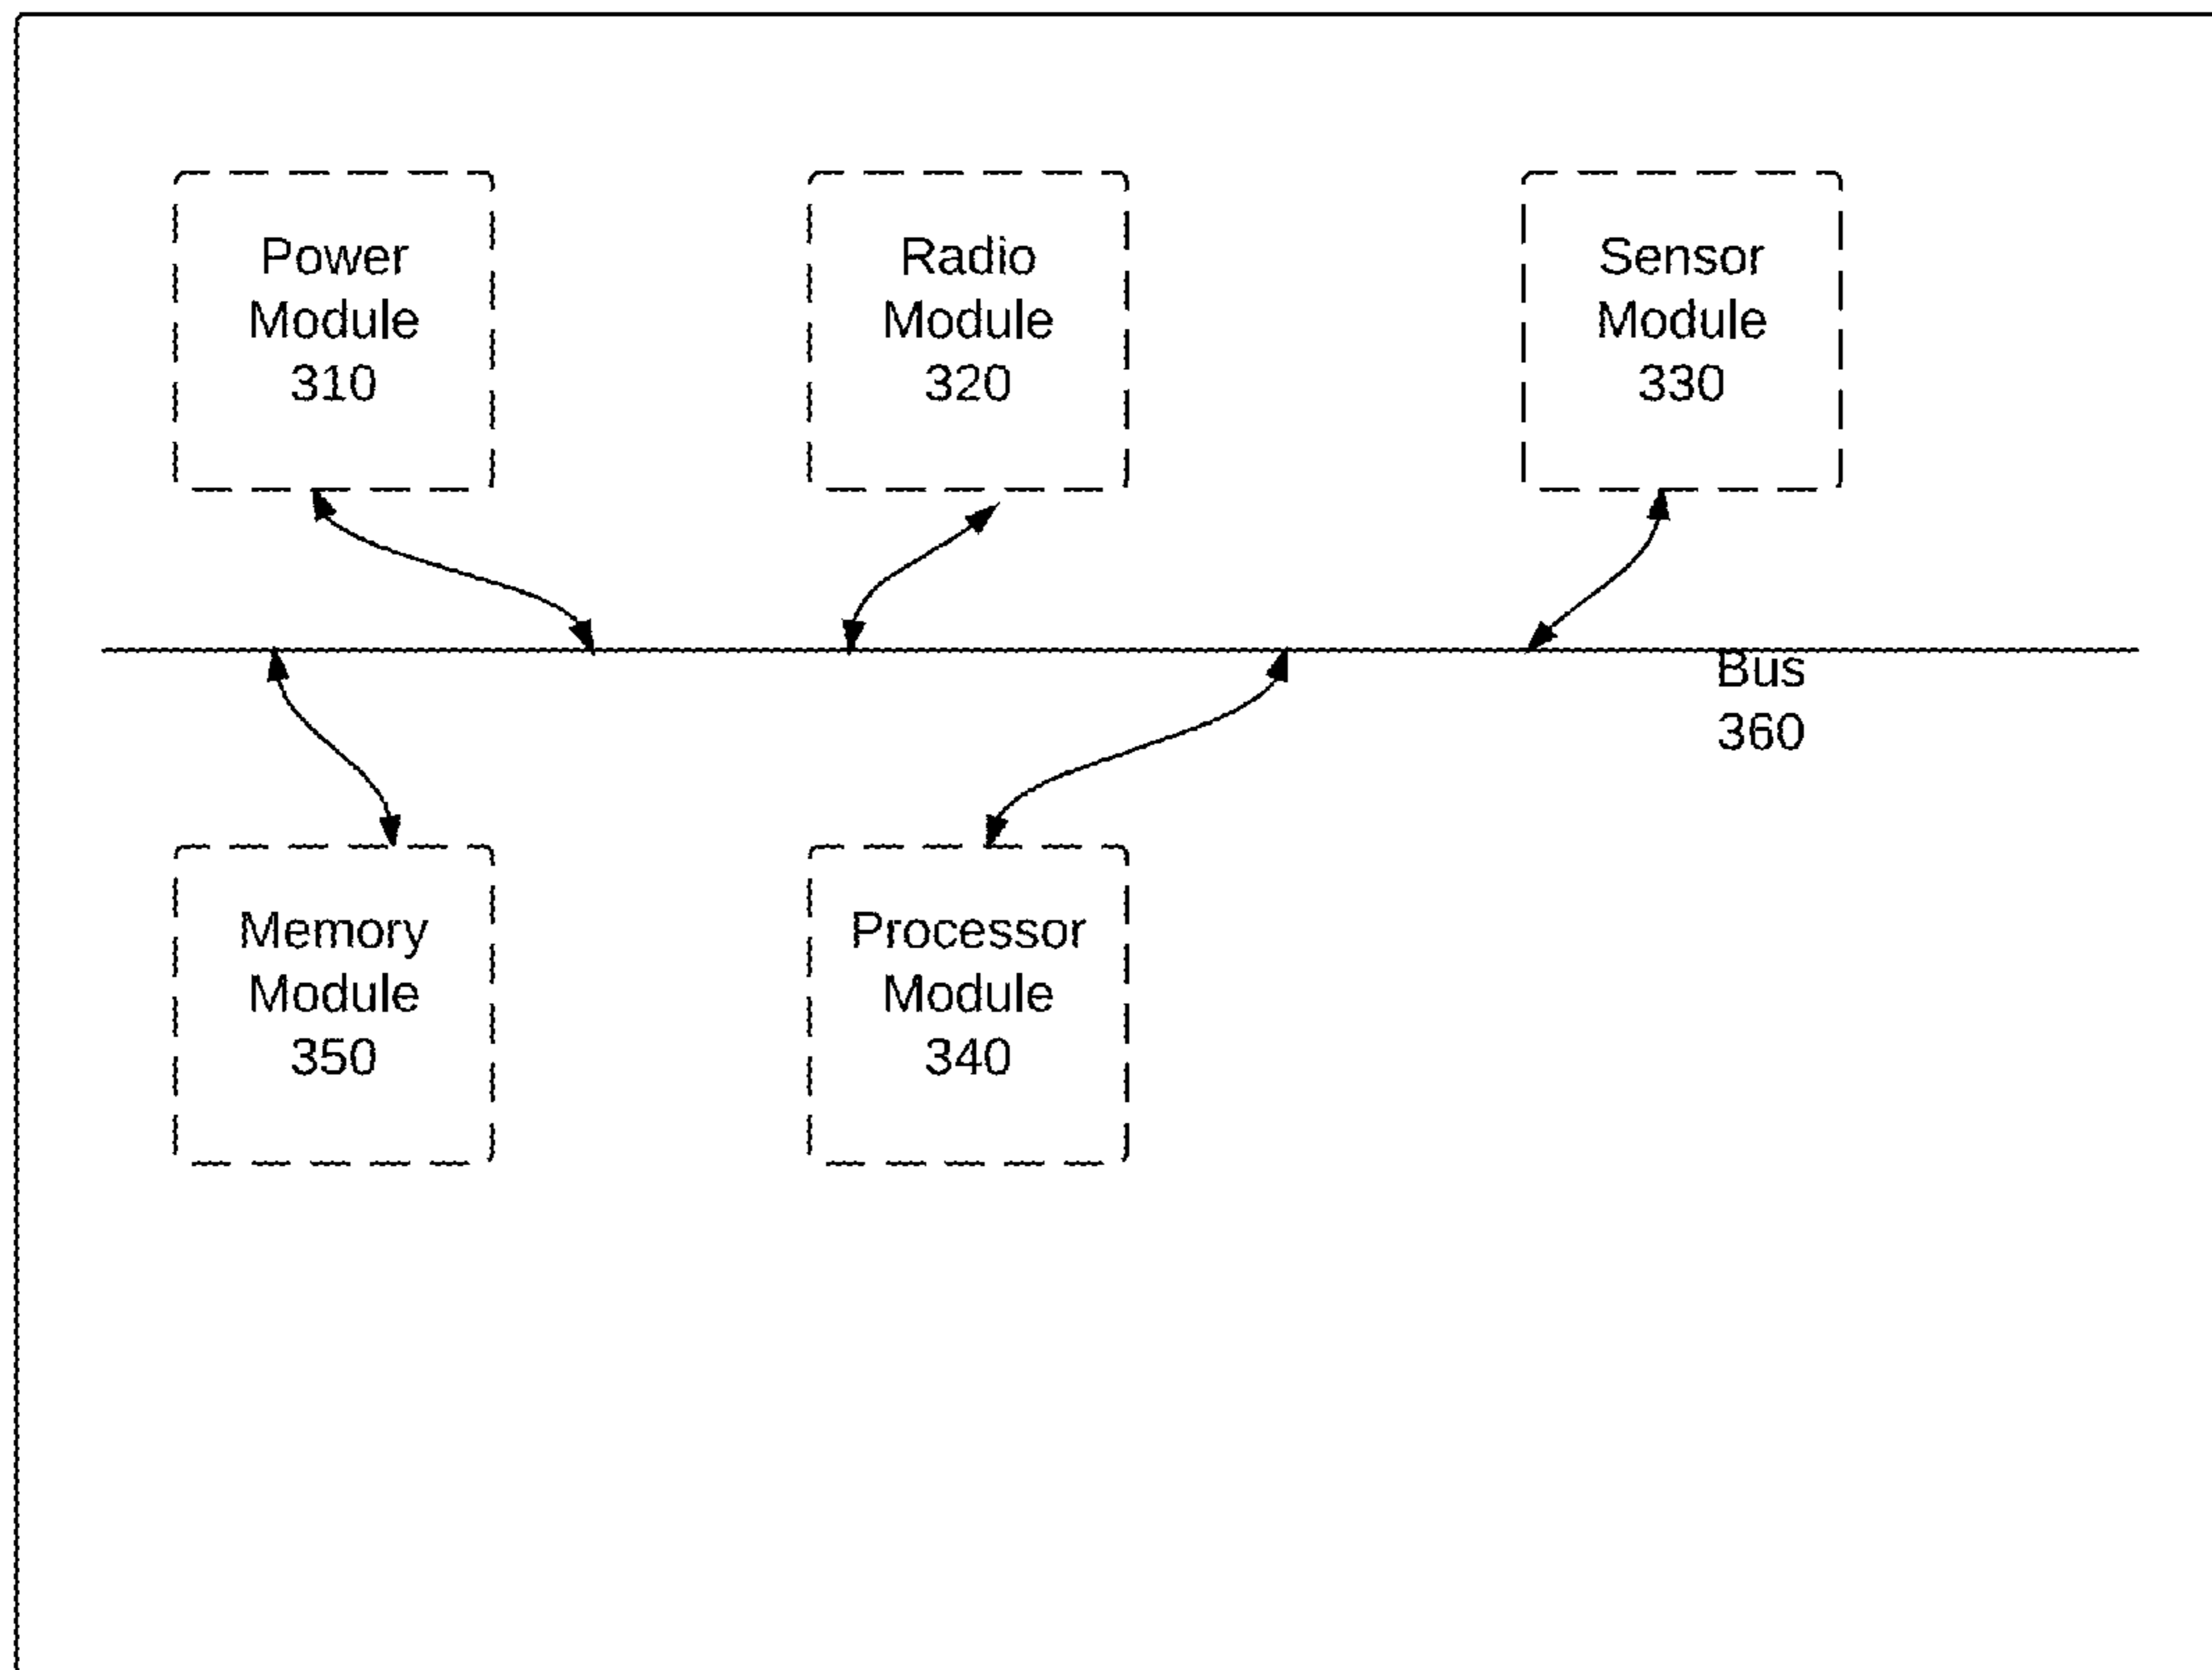 Power
Module
310
Radio
Module
320
Sensor
Module
330
Bus
360
Memory
Module
350
Processor
Module
340